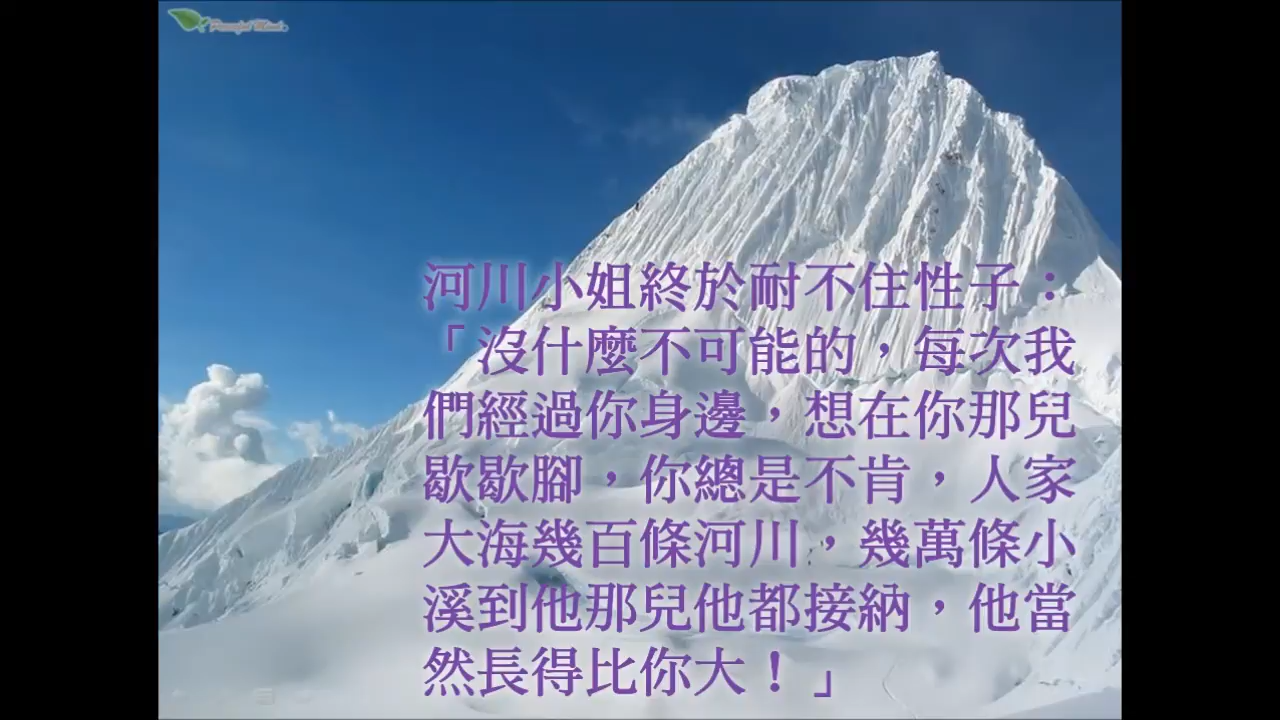 Peaceful Mind
河川小姐終於耐不住性子：
「沒什麼不可能的，每次我
們經過你身邊，想在你那兒
歇歇腳，你總是不肯，人家
大海幾百條河川，幾萬條小
溪到他那兒他都接納，他當
然長得比你大！」